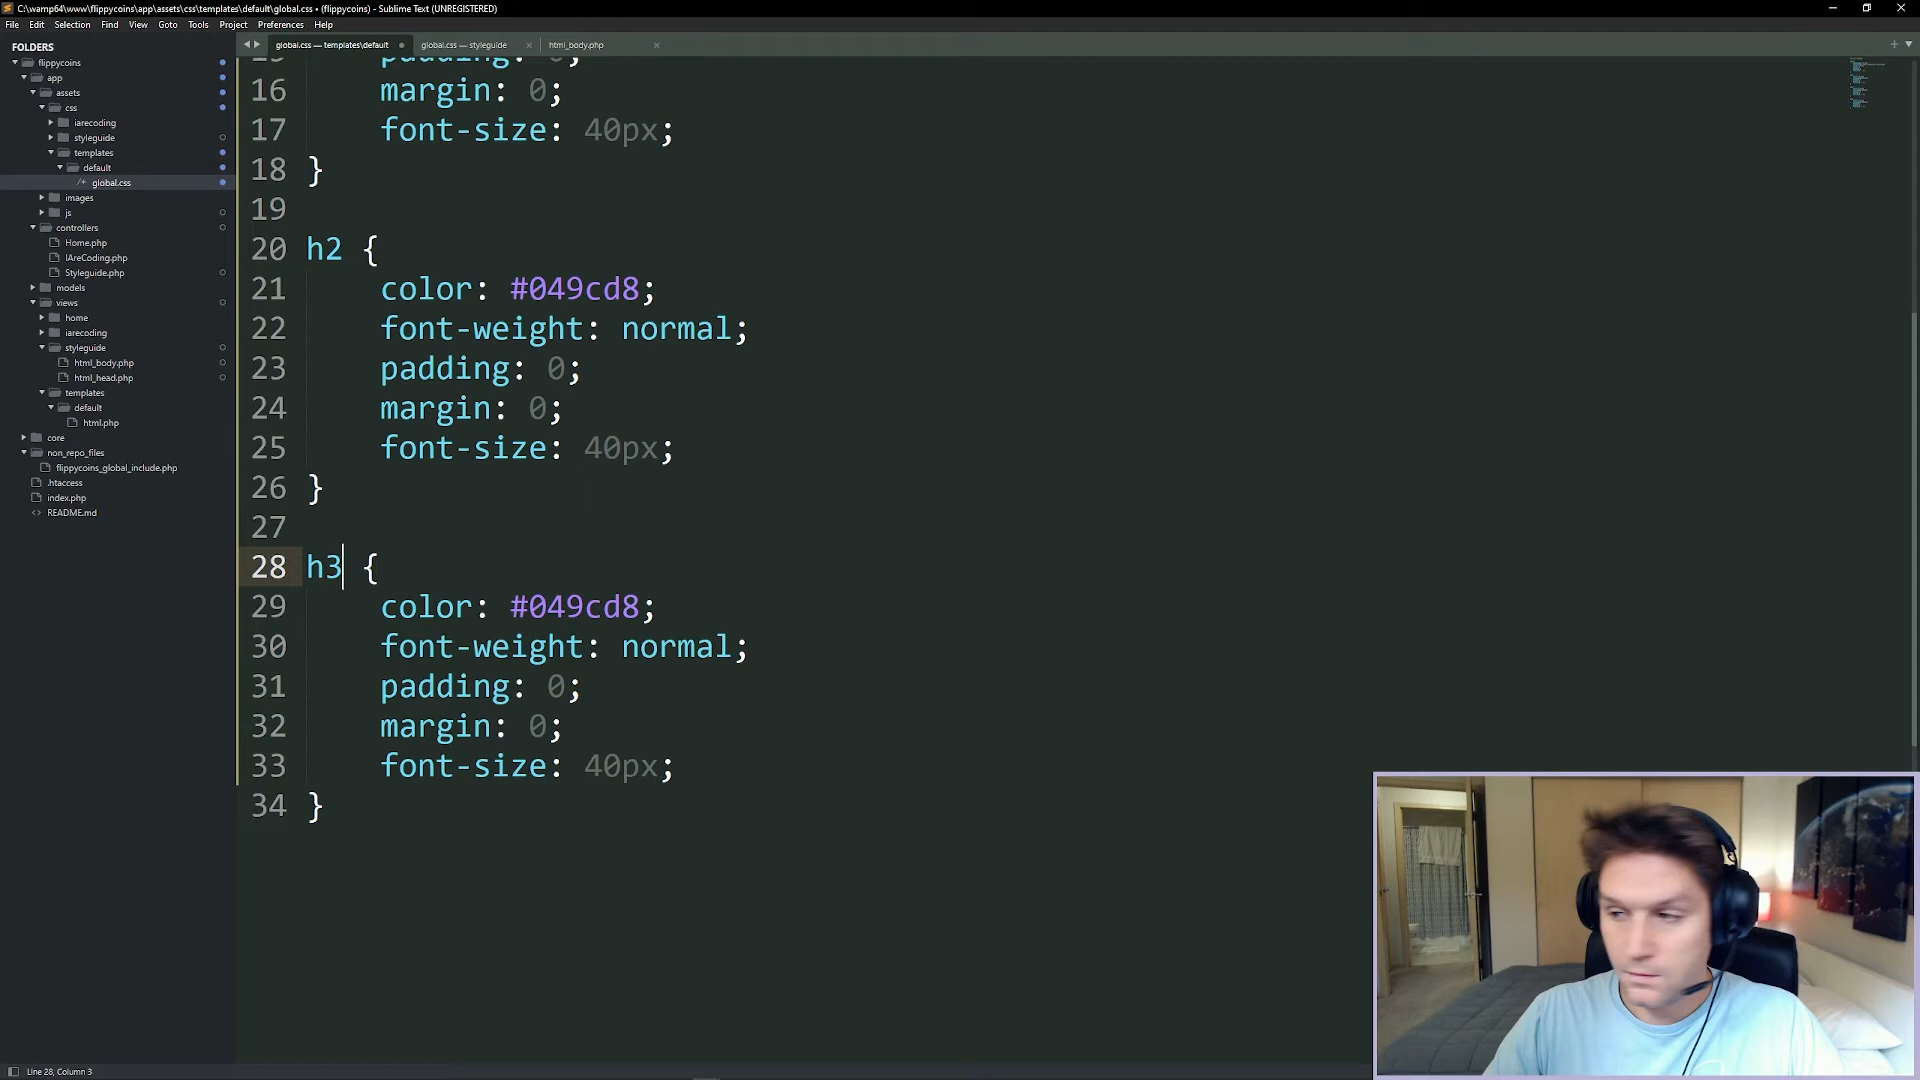 C:\wamp64\www\flippycoins\app\assets\css\templates\default\global.css • (flippycoins) - Sublime Text (UNREGISTERED)
File Edit Selection Find View Goto Tools Project Preferences Help
FOLDERS
flippycoins
app
assets
css
iarecoding
styleguide
templates
default
global.css
images
js
controllers
Home.php
IAreCoding.php
Styleguide.php
models
views
home
iarecoding
styleguide
html_body.php
html_head.php
templates
default
html.php
core
non_repo_files
flippycoins_global_include.php
.htaccess
index.php
README.md
global.css — templates\default
global.css — styleguide
html_body.php
15 padding: 0;
16 margin: 0;
17 font-size: 40px;
18 }
19
20 h2 {
21 color: #049cd8;
22 font-weight: normal;
23 padding: 0;
24 margin: 0;
25 font-size: 40px;
26 }
27
28 h3 {
29 color: #049cd8;
30 font-weight: normal;
31 padding: 0;
32 margin: 0;
33 font-size: 40px;
34 }
Line 28, Column 3